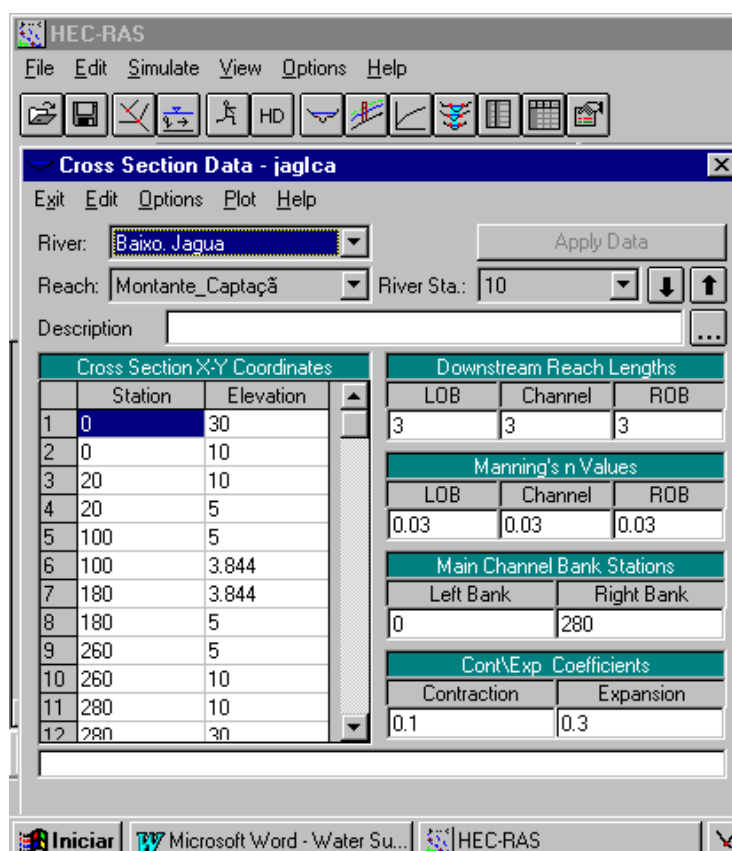 HEC-RAS
File Edit Simulate View Options Help
HD
Cross Section Data - jaglca
Exit Edit Options Plot Help
River: Baixo. Jagua Apply Data
Reach: Montante_Captaçã River Sta.: 10
Description ...
Cross Section X-Y Coordinates
Station Elevation
1 0 30
2 0 10
3 20 10
4 20 5
5 100 5
6 100 3.844
7 180 3.844
8 180 5
9 260 5
10 260 10
11 280 10
12 280 30
Downstream Reach Lengths
LOB Channel ROB
3 3 3
Manning's n Values
LOB Channel ROB
0.03 0.03 0.03
Main Channel Bank Stations
Left Bank Right Bank
0 280
Cont\Exp Coefficients
Contraction Expansion
0.1 0.3
Iniciar Microsoft Word - Water Su... HEC-RAS